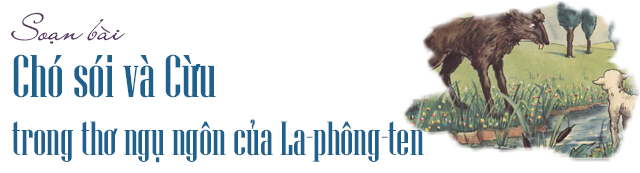 Soạn bài
Chó sói và Cừu
trong thơ ngụ ngôn của La-phông-ten